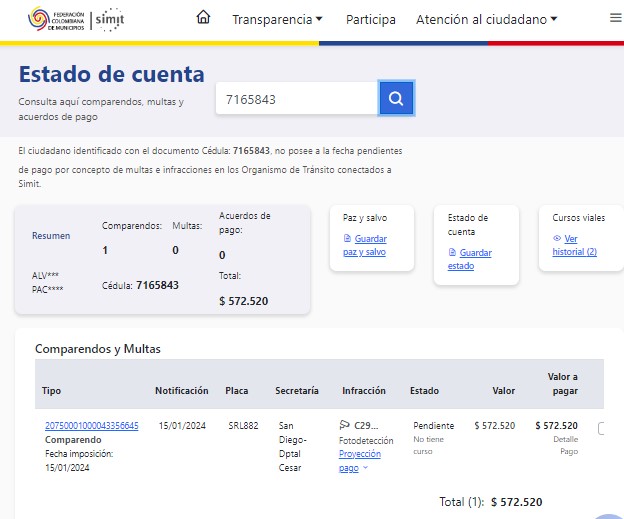 FEDERACIÓN
COLOMBIANA
DE MUNICIPIOS
simit
Transparencia
Participa
Atención al ciudadano
Estado de cuenta
Consulta aquí comparendos, multas y
acuerdos de pago
7165843
El ciudadano identificado con el documento Cédula: 7165843, no posee a la fecha pendientes
de pago por concepto de multas e infracciones en los Organismo de Tránsito conectados a
Simit.
Resumen
ALV***
PAC****
Comparendos:
1
Multas:
0
Acuerdos de
pago:
0
Cédula: 7165843
Total:
$ 572.520
Paz y salvo
Guardar
paz y salvo
Estado de
cuenta
Guardar
estado
Cursos viales
Ver
historial (2)
Comparendos y Multas
Tipo Notificación Placa Secretaría Infracción Estado Valor Valor a
pagar
20750001000043356645
Comparendo
Fecha imposición:
15/01/2024
15/01/2024
SRL882
San
Diego-
Dptal
Cesar
C29...
Fotodetección
Proyección
pago
Pendiente
No tiene
curso
$ 572.520
$ 572.520
Detalle
Pago
Total (1): $ 572.520